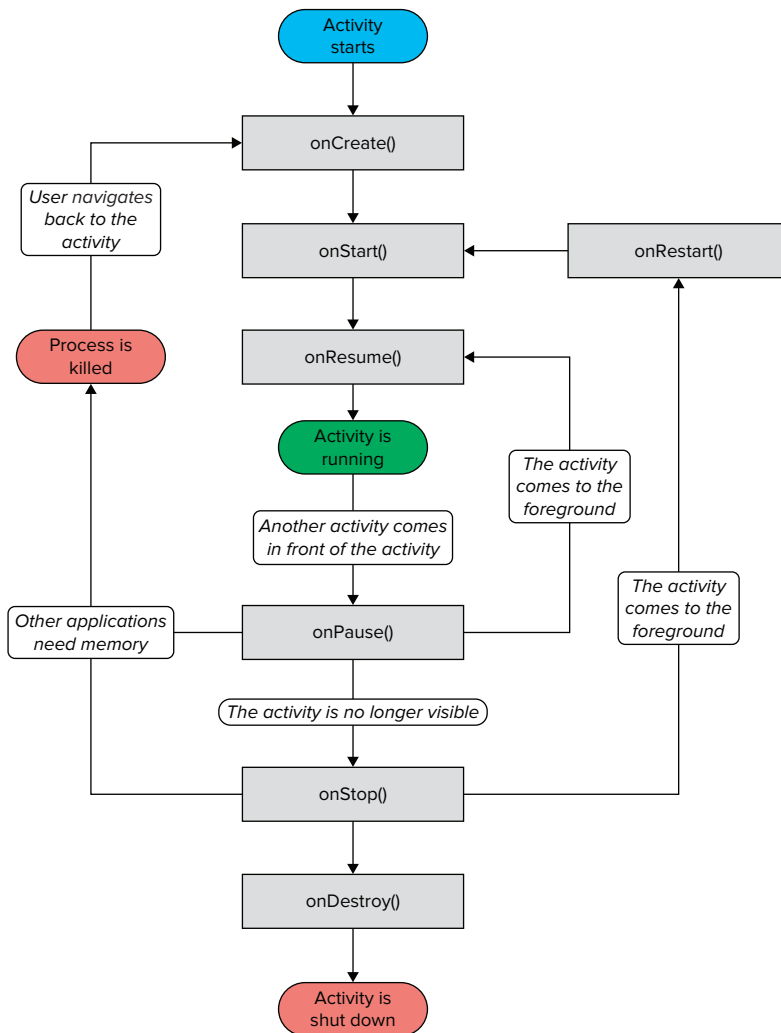 Activity
starts
onCreate()
User navigates
back to the
activity
onStart()
onRestart()
Process is
killed
onResume()
Activity is
running
The activity
comes to the
foreground
Another activity comes
in front of the activity
The activity
comes to the
foreground
Other applications
need memory
onPause()
The activity is no longer visible
onStop()
onDestroy()
Activity is
shut down